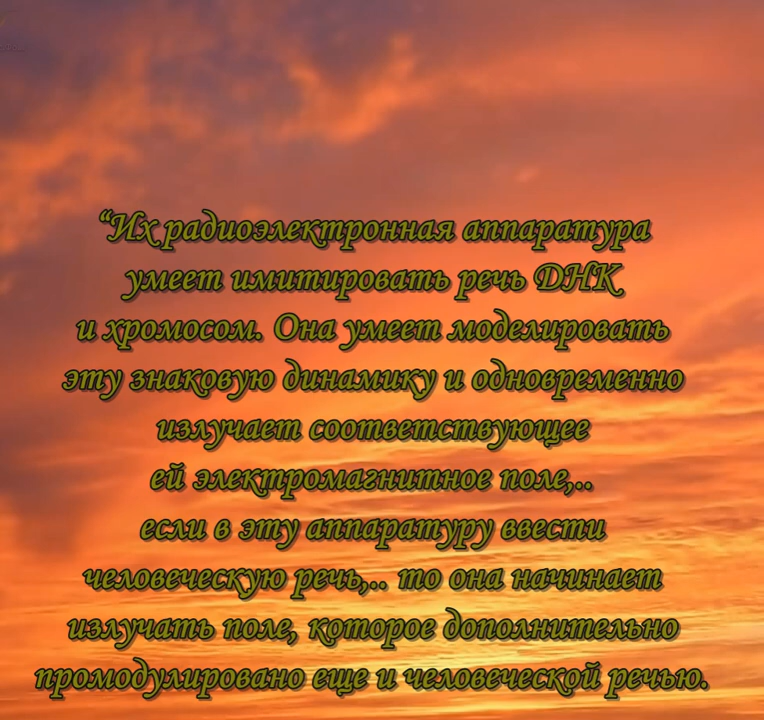 “Их радиоэлектронная аппаратура
умеет имитировать речь ДНК
и хромосом. Она умеет моделировать
эту знаковую динамику и одновременно
излучает соответствующее
ей электромагнитное поле,..
если в эту аппаратуру ввести
человеческую речь,.. то она начинает
излучать поле, которое дополнительно
промодулировано еще и человеческой речью.